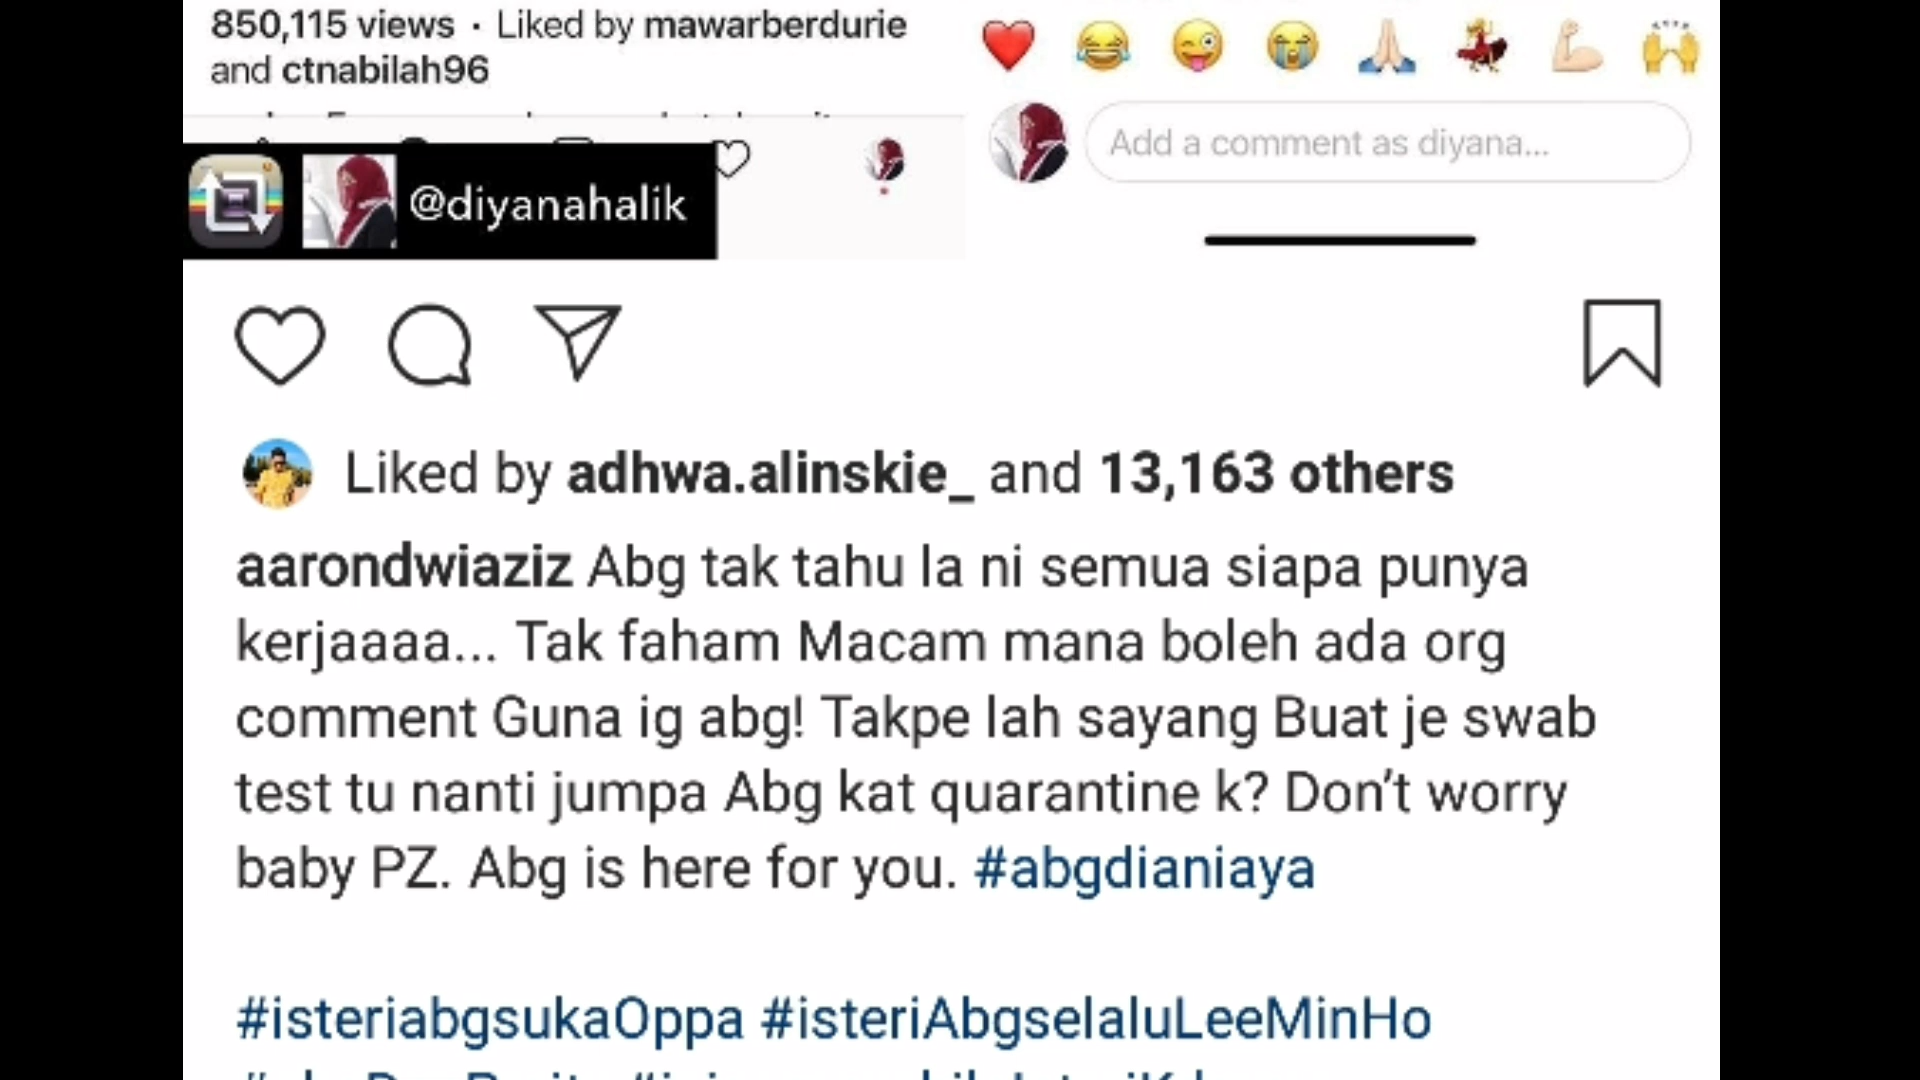 850,115 views · Liked by mawarberdurie
and ctnabilah96
Add a comment as diyana...
@diyanahalik
Liked by adhwa.alinskie_ and 13,163 others
aarondwiaziz Abg tak tahu la ni semua siapa punya
kerjaaaa... Tak faham Macam mana boleh ada org
comment Guna ig abg! Takpe lah sayang Buat je swab
test tu nanti jumpa Abg kat quarantine k? Don't worry
baby PZ. Abg is here for you. #abgdianiaya
#isteriabgsukaOppa #isteriAbgselaluLeeMinHo